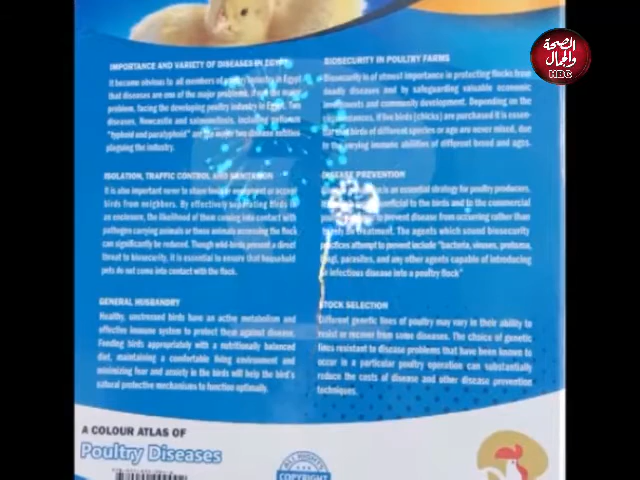 الصحة
والجمال
HBG
IMPORTANCE AND VARIETY OF DISEASES IN EGYPT
It became obvious to all members of poultry industry in Egypt
that diseases are one of the major problems, if not the major
problem, facing the developing poultry industry in Egypt. Two
diseases, Newcastle and salmonellosis, including
"typhoid and paratyphoid" are the major two disease entities
plaguing the industry.
ISOLATION, TRAFFIC CONTROL AND SANITATION
It is also important never to share equipment or accept
birds from neighbors. By effectively separating birds in
an enclosure, the likelihood of them coming into contact with
pathogen carrying animals or those animals accessing the flock
can significantly be reduced. Though wild-birds present a direct
threat to biosecurity, it is essential to ensure that household
pets do not come into contact with the flock.
GENERAL HUSBANDRY
Healthy, unstressed birds have an active metabolism and
effective immune system to protect them against disease.
Feeding birds appropriately with a nutritionally balanced
diet, maintaining a comfortable living environment and
minimizing fear and anxiety in the birds will help the bird's
natural protective mechanisms to function optimally.
BIOSECURITY IN POULTRY FARMS
Biosecurity is of utmost importance in protecting flocks from
deadly diseases and by safeguarding valuable economic
investments and community development. Depending on the
circumstances, if live birds (chicks) are purchased it is essen-
tial that birds of different species or age are never mixed, due
to the varying immune abilities of different breed and ages.
DISEASE PREVENTION
is an essential strategy for poultry producers.
beneficial to the birds and to the commercial
to prevent disease from occurring rather than
treatment. The agents which sound biosecurity
practices attempt to prevent include "bacteria, viruses, protozoa,
fungi, parasites, and any other agents capable of introducing
an infectious disease into a poultry flock"
STOCK SELECTION
Different genetic lines of poultry may vary in their ability to
resist or recover from some diseases. The choice of genetic
lines resistant to disease problems that have been known to
occur in a particular poultry operation can substantially
reduce the costs of disease and other disease prevention
techniques.
A COLOUR ATLAS OF
Poultry Diseases
ALL RIGHTS
COPYRIGHT